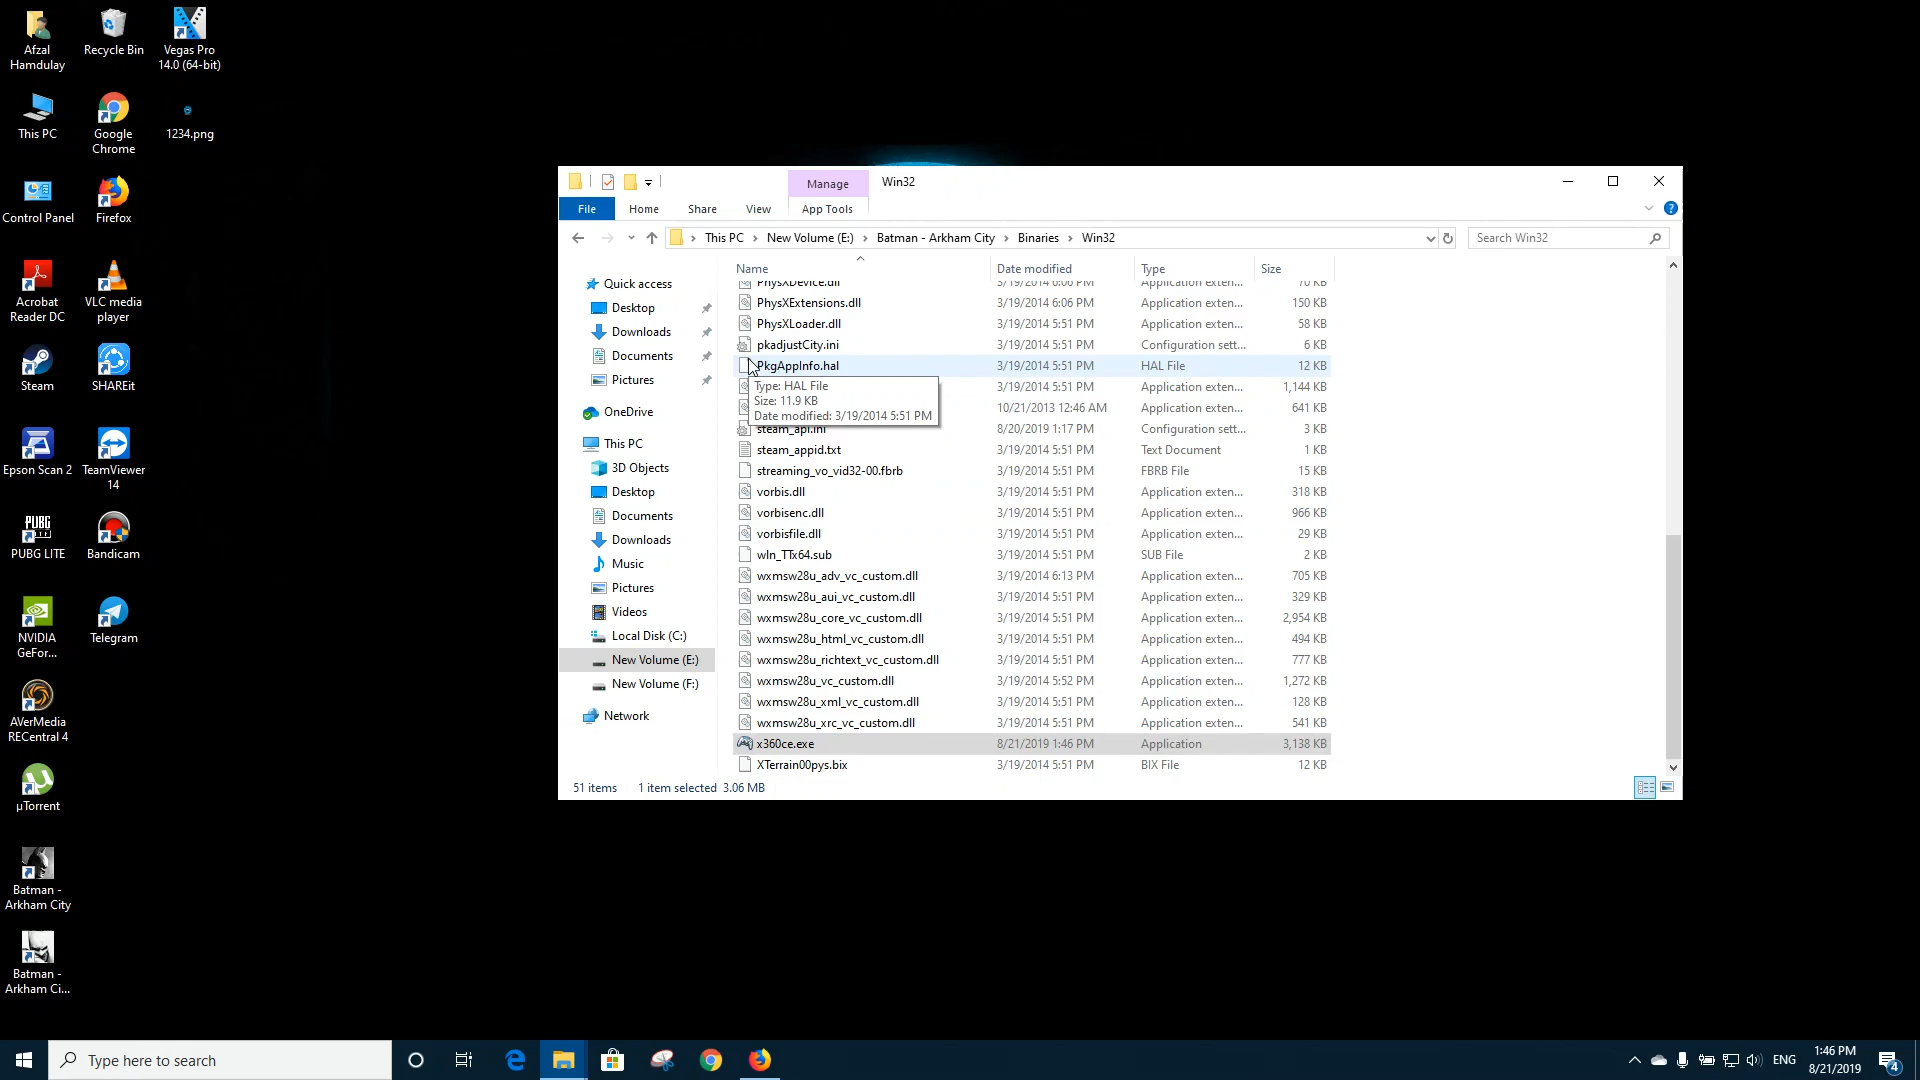 Afzal
Hamdulay
Recycle Bin
Vegas Pro
14.0 (64-bit)
This PC
Google
Chrome
1234.png
Control Panel
Firefox
Acrobat
Reader DC
VLC media
player
Steam
SHAREit
Epson Scan 2
TeamViewer
14
PUBG
LITE
PUBG LITE
Bandicam
NVIDIA
GeFor...
Telegram
AVerMedia
RECentral 4
µTorrent
Batman -
Arkham City
Batman -
Arkham Ci...
Manage
Win32
File
Home
Share
View
App Tools
This PC
New Volume (E:)
Batman - Arkham City
Binaries
Win32
Search Win32
Quick access
Desktop
Downloads
Documents
Pictures
OneDrive
This PC
3D Objects
Desktop
Documents
Downloads
Music
Pictures
Videos
Local Disk (C:)
New Volume (E:)
New Volume (F:)
Network
Name Date modified Type Size
PhysXDevice.dll 3/19/2014 6:06 PM Application exten... 70 KB
PhysXExtensions.dll 3/19/2014 6:06 PM Application exten... 150 KB
PhysXLoader.dll 3/19/2014 5:51 PM Application exten... 58 KB
pkadjustCity.ini 3/19/2014 5:51 PM Configuration sett... 6 KB
PkgAppInfo.hal 3/19/2014 5:51 PM HAL File 12 KB
3/19/2014 5:51 PM Application exten... 1,144 KB
10/21/2013 12:46 AM Application exten... 641 KB
steam_api.ini 8/20/2019 1:17 PM Configuration sett... 3 KB
steam_appid.txt 3/19/2014 5:51 PM Text Document 1 KB
streaming_vo_vid32-00.fbrb 3/19/2014 5:51 PM FBRB File 15 KB
vorbis.dll 3/19/2014 5:51 PM Application exten... 318 KB
vorbisenc.dll 3/19/2014 5:51 PM Application exten... 966 KB
vorbisfile.dll 3/19/2014 5:51 PM Application exten... 29 KB
wln_TTx64.sub 3/19/2014 5:51 PM SUB File 2 KB
wxmsw28u_adv_vc_custom.dll 3/19/2014 6:13 PM Application exten... 705 KB
wxmsw28u_aui_vc_custom.dll 3/19/2014 5:51 PM Application exten... 329 KB
wxmsw28u_core_vc_custom.dll 3/19/2014 5:51 PM Application exten... 2,954 KB
wxmsw28u_html_vc_custom.dll 3/19/2014 5:51 PM Application exten... 494 KB
wxmsw28u_richtext_vc_custom.dll 3/19/2014 5:51 PM Application exten... 777 KB
wxmsw28u_vc_custom.dll 3/19/2014 5:52 PM Application exten... 1,272 KB
wxmsw28u_xml_vc_custom.dll 3/19/2014 5:51 PM Application exten... 128 KB
wxmsw28u_xrc_vc_custom.dll 3/19/2014 5:51 PM Application exten... 541 KB
x360ce.exe 8/21/2019 1:46 PM Application 3,138 KB
XTerrain00pys.bix 3/19/2014 5:51 PM BIX File 12 KB
Type: HAL File
Size: 11.9 KB
Date modified: 3/19/2014 5:51 PM
51 items 1 item selected 3.06 MB
Type here to search
ENG
1:46 PM
8/21/2019
4